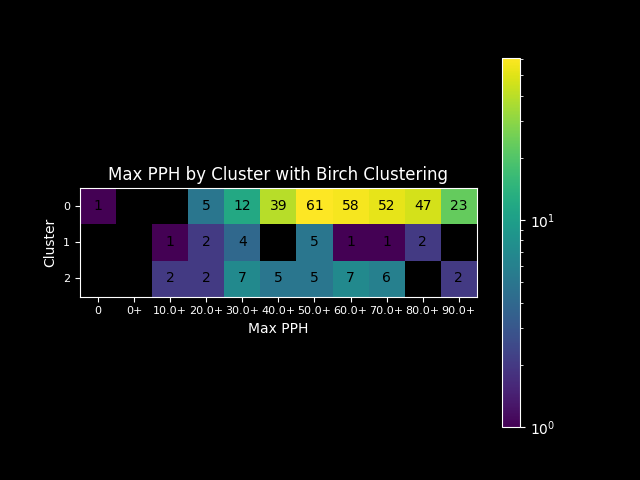 Max PPH by Cluster with Birch Clustering
Cluster
0 1 5 12 39 61 58 52 47 23
1 1 2 4 5 1 1 2
2 2 2 7 5 5 7 6 2
0 0+ 10.0+ 20.0+ 30.0+ 40.0+ 50.0+ 60.0+ 70.0+ 80.0+ 90.0+
Max PPH
10¹
10⁰